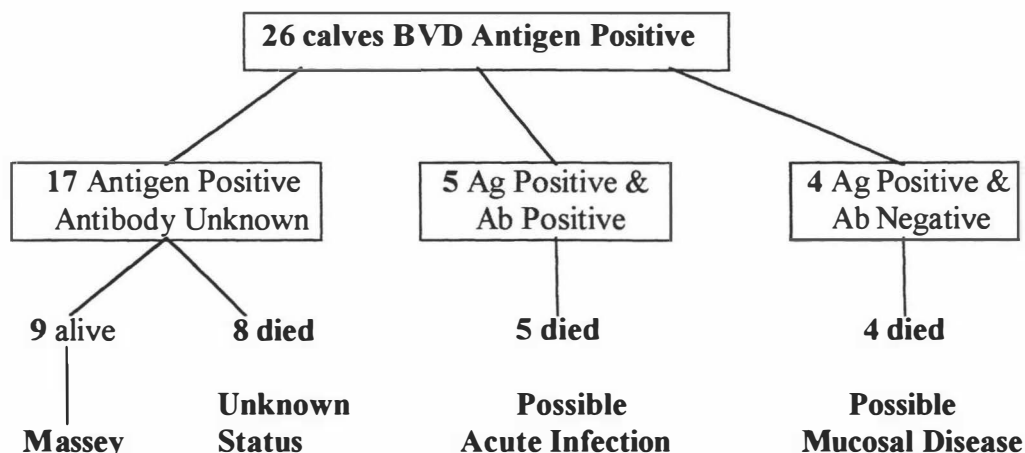 26 calves BVD Antigen Positive
17 Antigen Positive
Antibody Unknown
5 Ag Positive &
Ab Positive
4 Ag Positive &
Ab Negative
9 alive
8 died
5 died
4 died
Massey
Unknown
Status
Possible
Acute Infection
Possible
Mucosal Disease